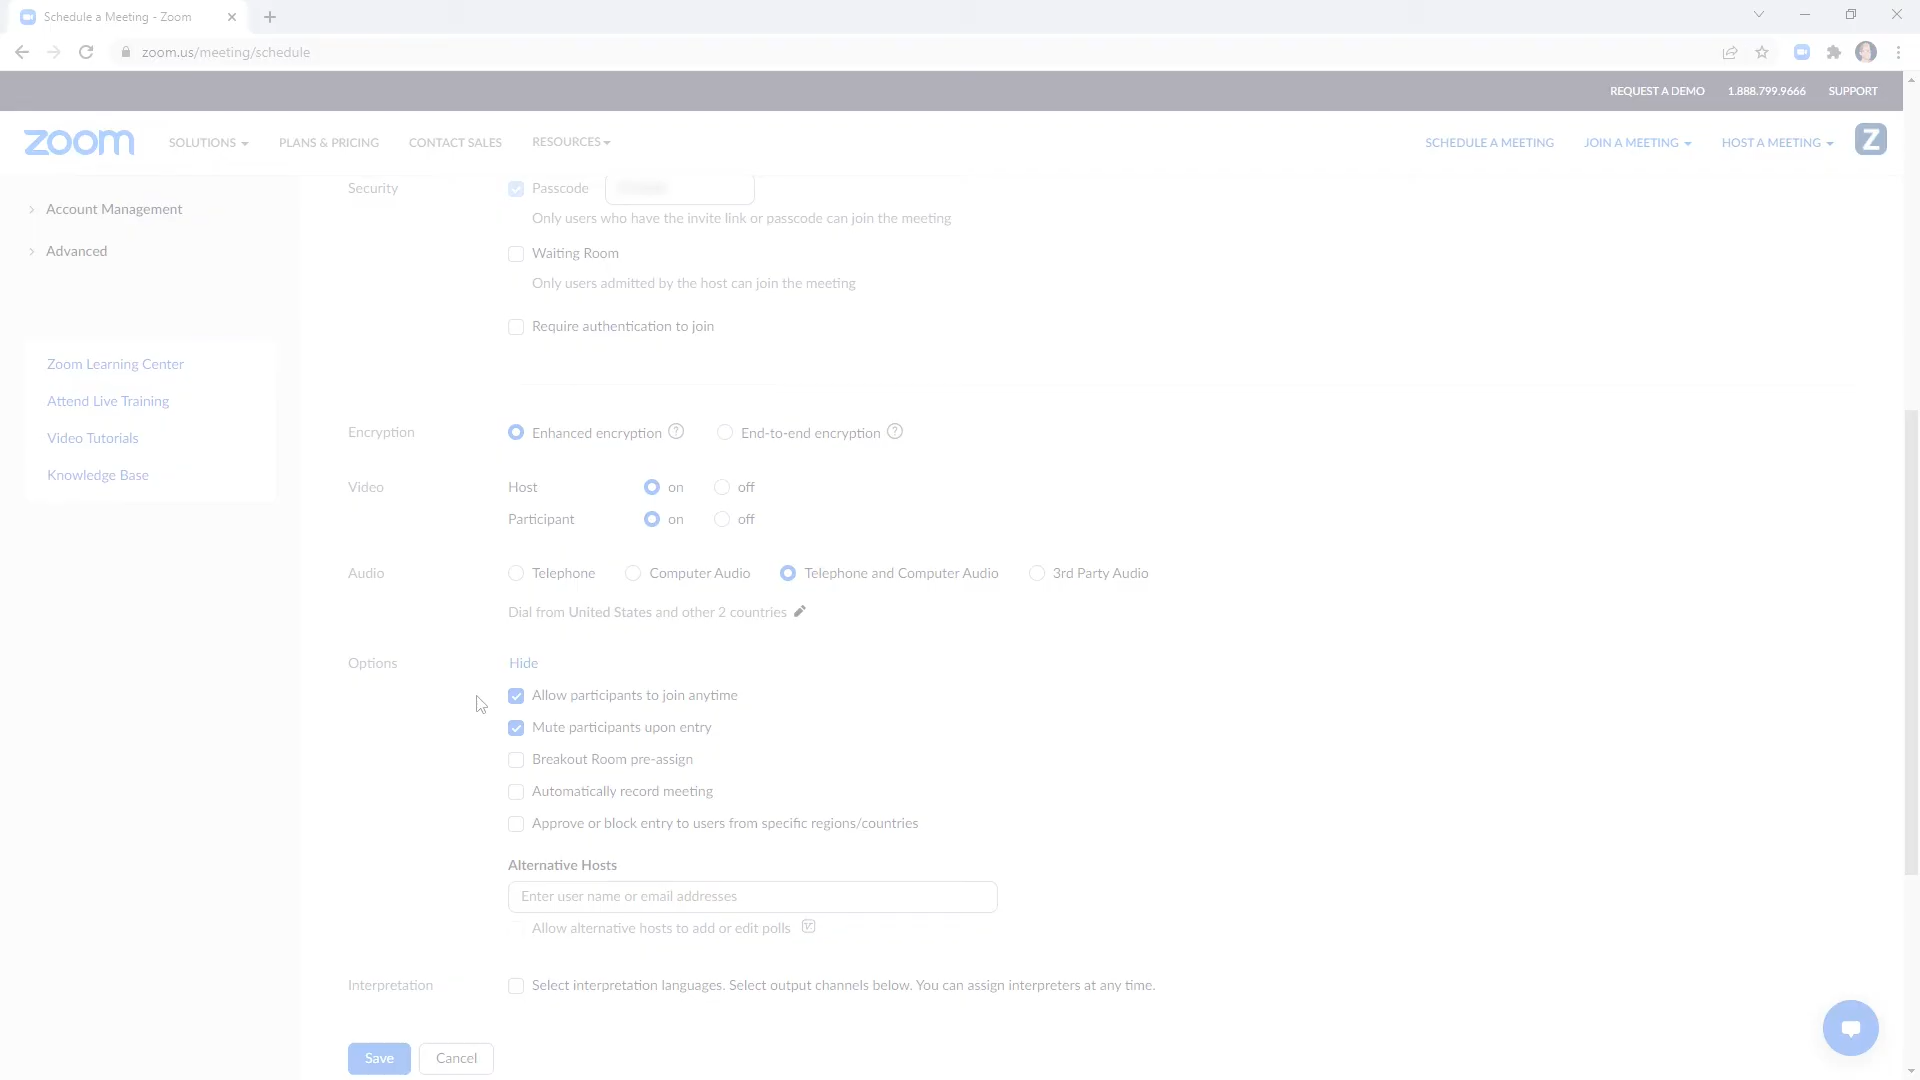 Schedule a Meeting - Zoom
zoom.us/meeting/schedule
REQUEST A DEMO 1.888.799.9666 SUPPORT
zoom SOLUTIONS PLANS & PRICING CONTACT SALES RESOURCES SCHEDULE A MEETING JOIN A MEETING HOST A MEETING Z
Account Management
Advanced
Zoom Learning Center
Attend Live Training
Video Tutorials
Knowledge Base
Security Passcode
Only users who have the invite link or passcode can join the meeting
Waiting Room
Only users admitted by the host can join the meeting
Require authentication to join
Encryption Enhanced encryption ? End-to-end encryption ?
Video Host on off
Participant on off
Audio Telephone Computer Audio Telephone and Computer Audio 3rd Party Audio
Dial from United States and other 2 countries
Options Hide
Allow participants to join anytime
Mute participants upon entry
Breakout Room pre-assign
Automatically record meeting
Approve or block entry to users from specific regions/countries
Alternative Hosts
Enter user name or email addresses
Allow alternative hosts to add or edit polls
Interpretation Select interpretation languages. Select output channels below. You can assign interpreters at any time.
Save Cancel